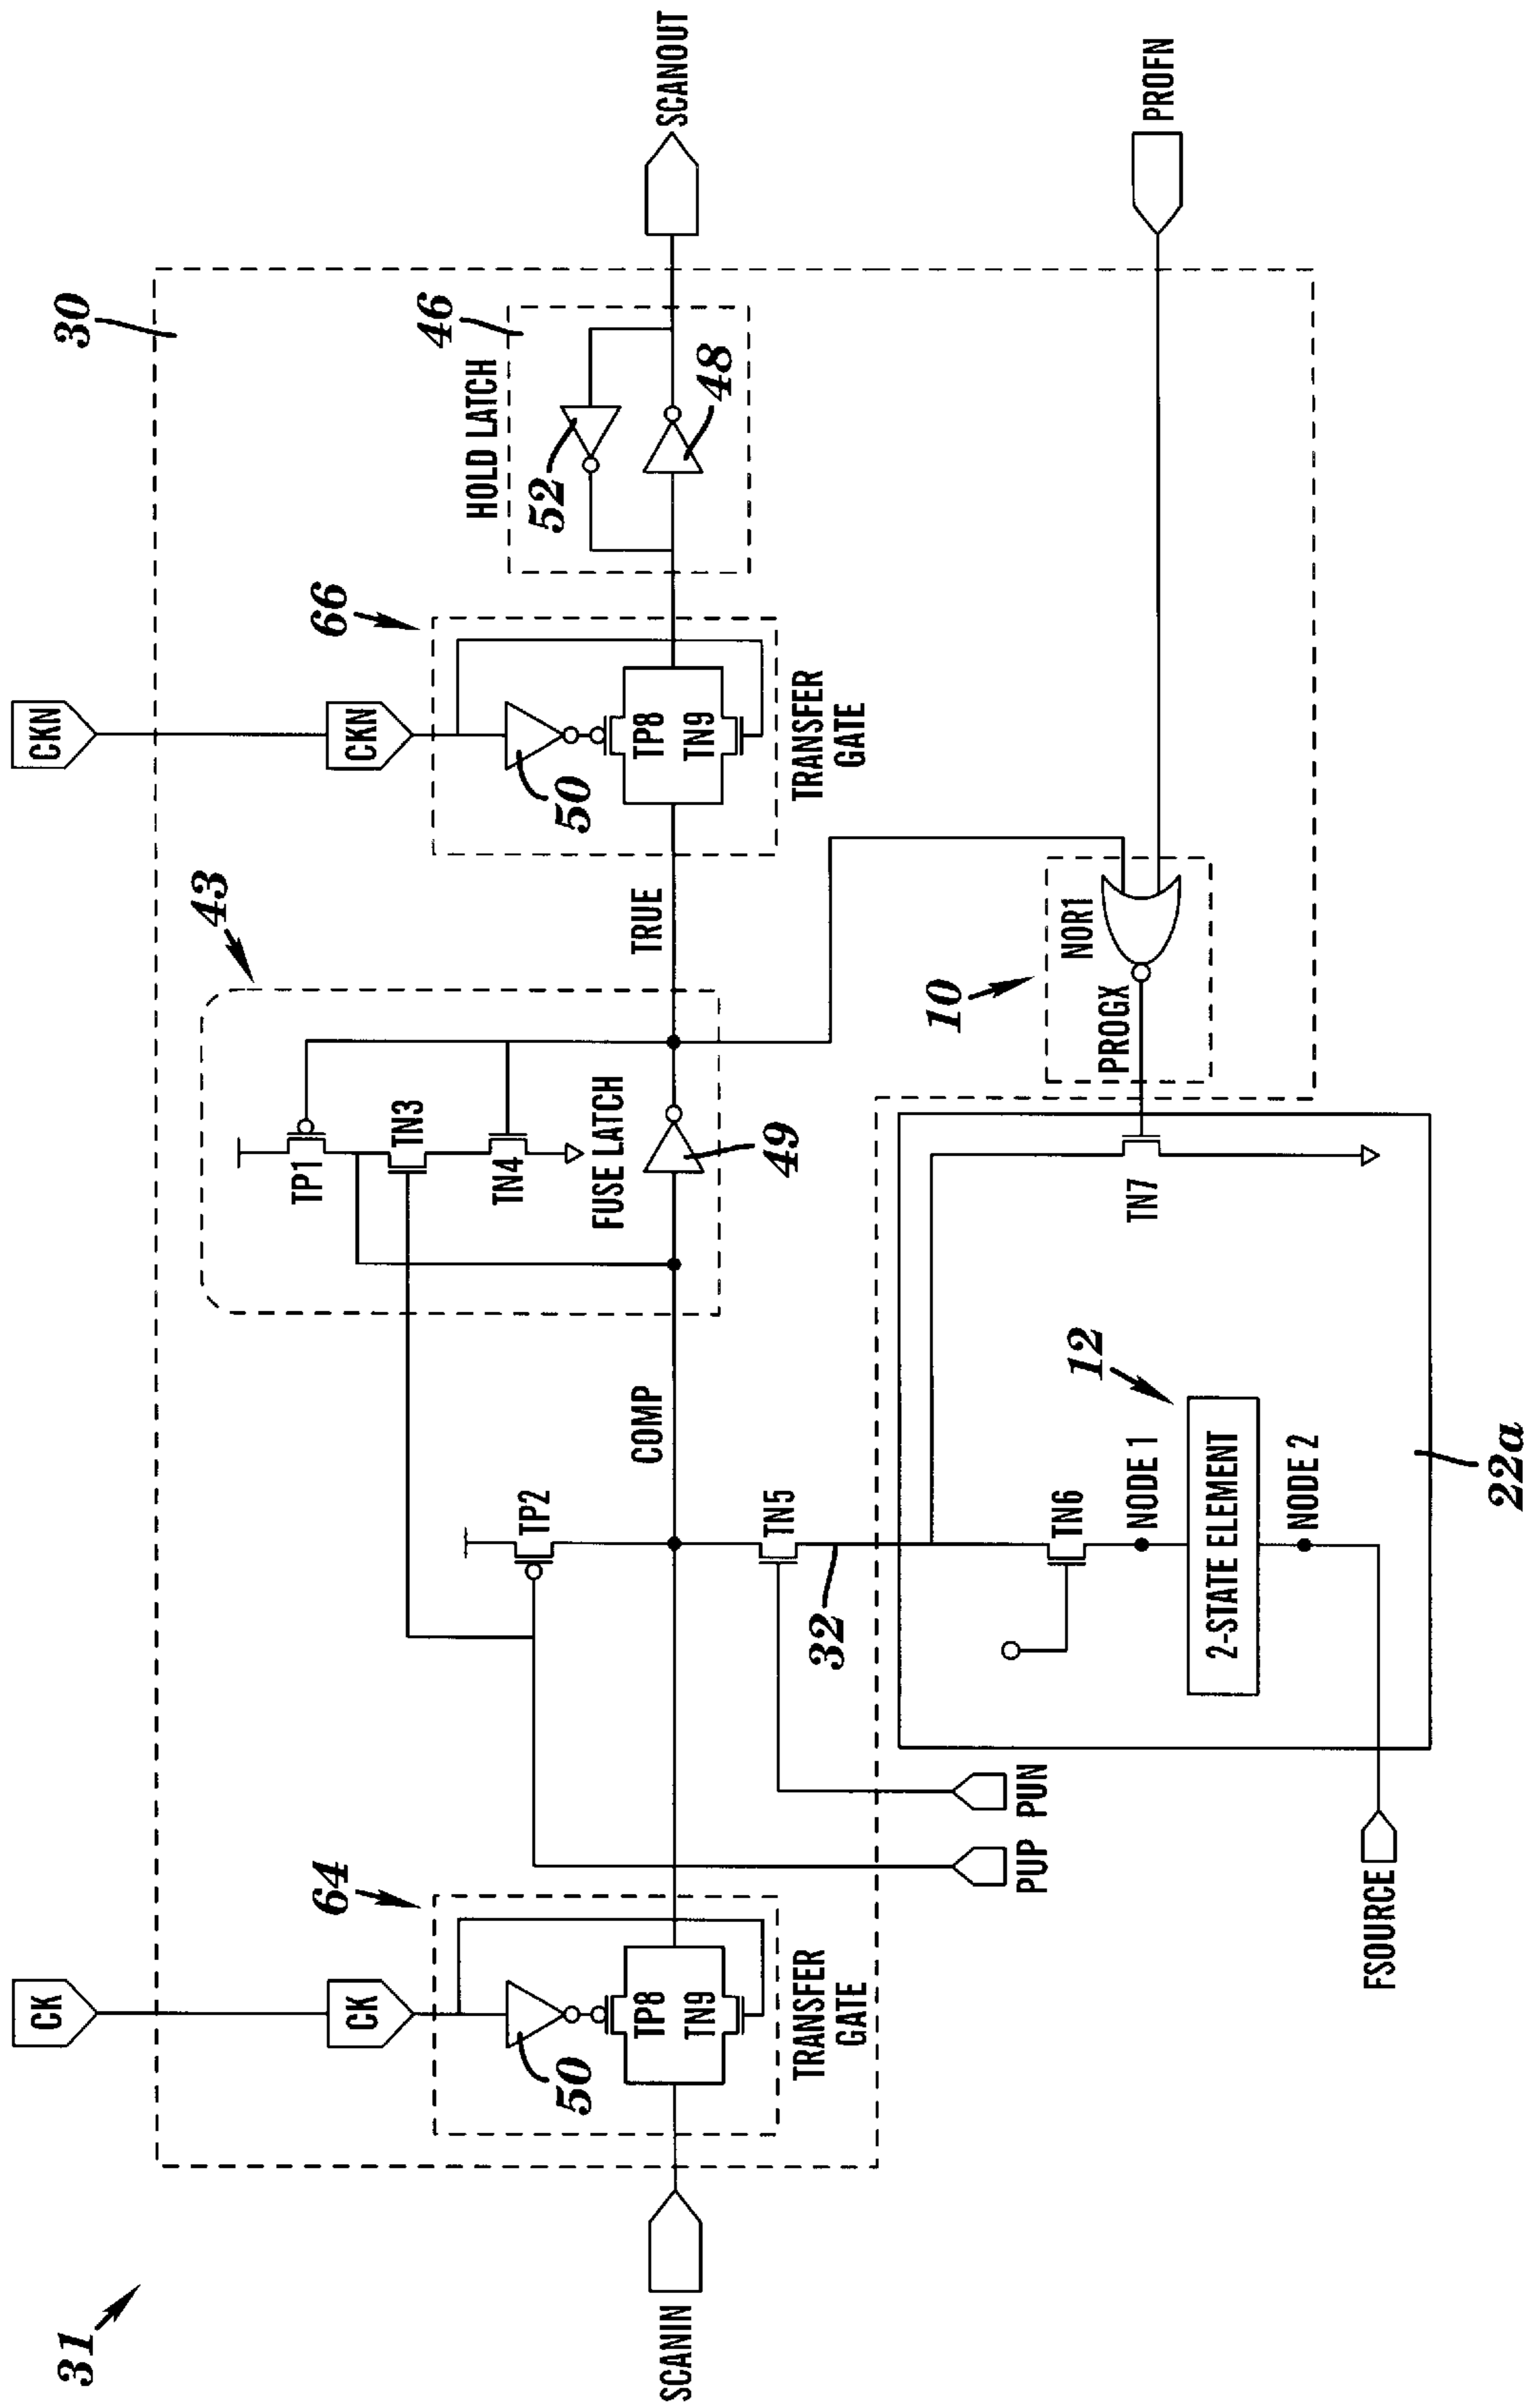 31
30
CK
CKN
CK
CKN
64
50
TP8
TN9
TRANSFER
GATE
SCANIN
TP2
COMP
TN5
32
PUP
PUN
43
TP1
TN3
TN4
FUSE LATCH
49
TRUE
66
50
TP8
TN9
TRANSFER
GATE
HOLD LATCH
46
52
48
SCANOUT
10
NOR1
PROGX
PROFN
TN7
TN6
NODE 1
12
2-STATE ELEMENT
NODE 2
22a
FSOURCE